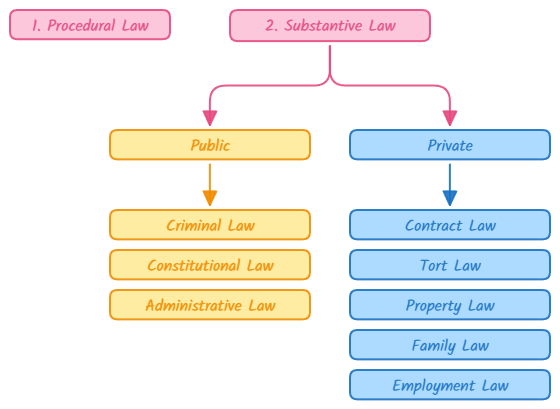 1. Procedural Law
2. Substantive Law
Public
Private
Criminal Law
Constitutional Law
Administrative Law
Contract Law
Tort Law
Property Law
Family Law
Employment Law